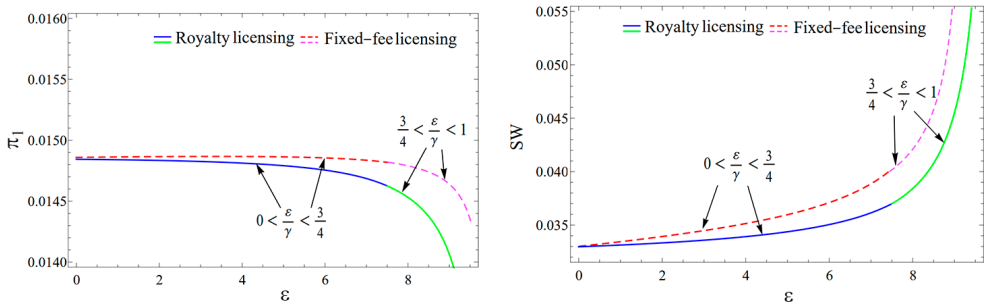 Royalty licensing
Fixed-fee licensing
0.0160
0.0155
0.0150
0.0145
0.0140
π₁
3/4 < ε/γ < 1
0 < ε/γ < 3/4
0 2 4 6 8
ε
Royalty licensing
Fixed-fee licensing
0.055
0.050
0.045
0.040
0.035
SW
3/4 < ε/γ < 1
0 < ε/γ < 3/4
0 2 4 6 8
ε